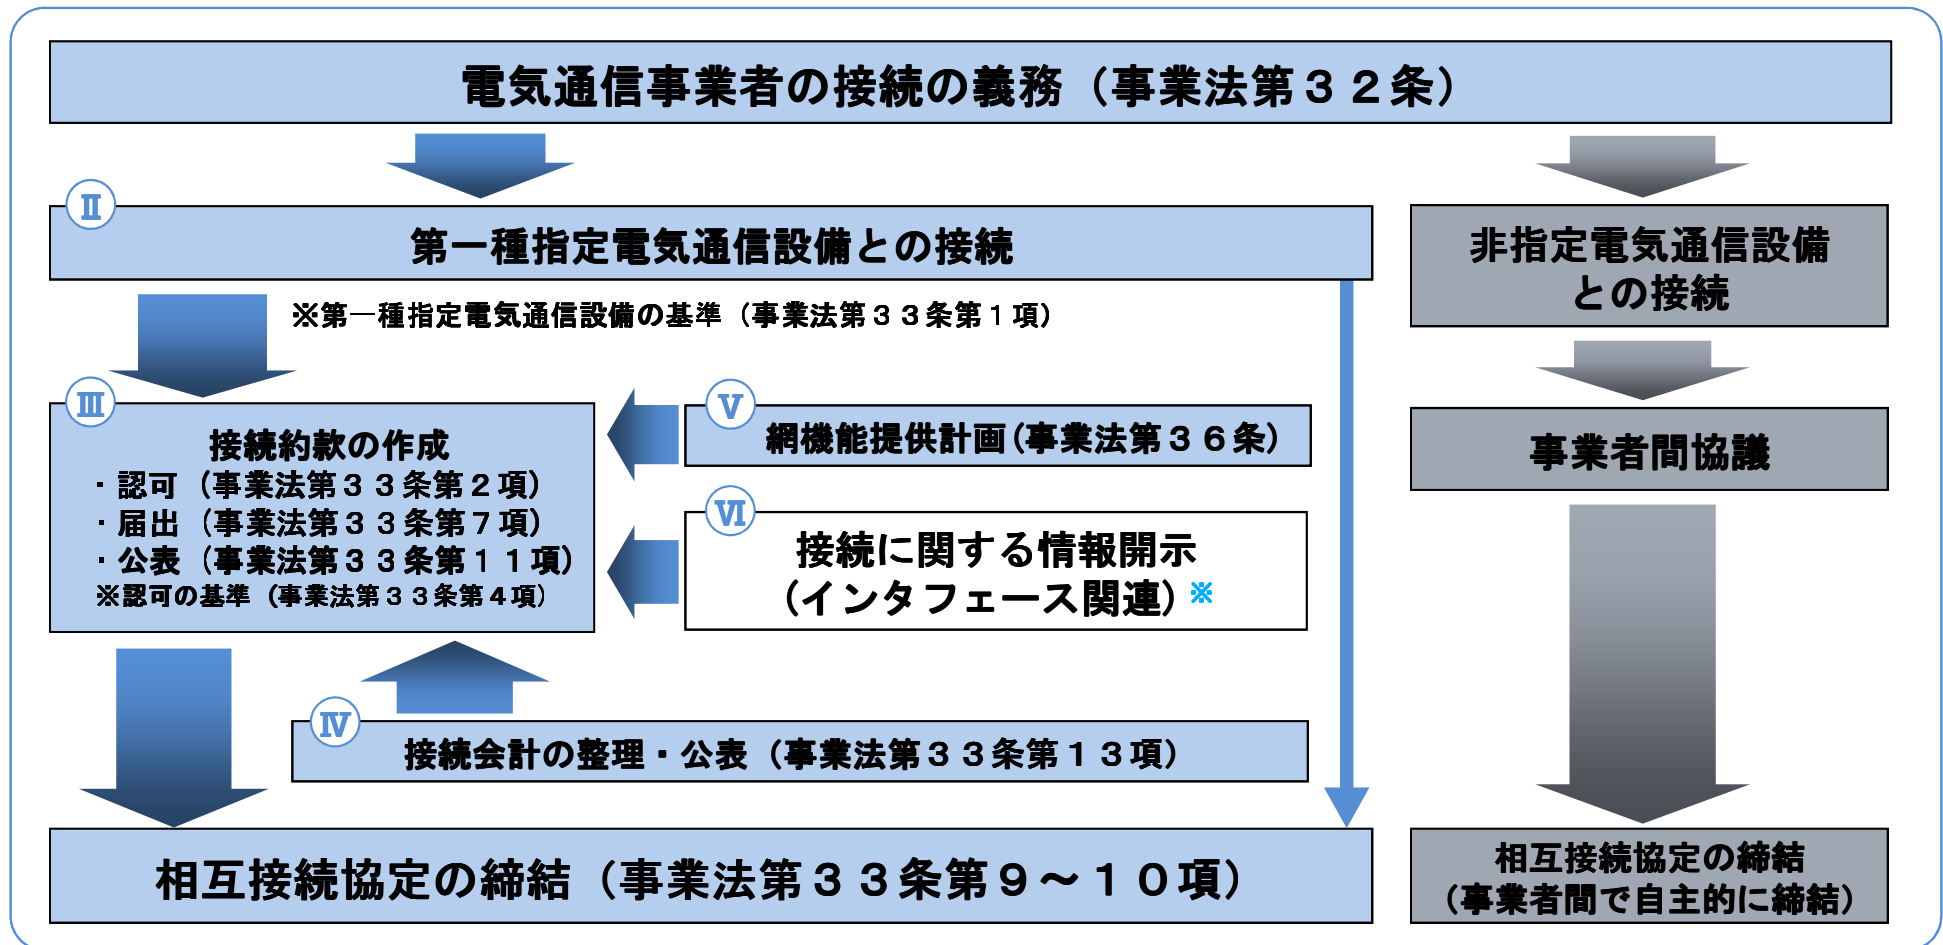 電気通信事業者の接続の義務（事業法第３２条）
Ⅱ
第一種指定電気通信設備との接続
※第一種指定電気通信設備の基準（事業法第３３条第１項）
Ⅲ
接続約款の作成
・認可（事業法第３３条第２項）
・届出（事業法第３３条第７項）
・公表（事業法第３３条第１１項）
※認可の基準（事業法第３３条第４項）
Ⅴ
網機能提供計画（事業法第３６条）
Ⅵ
接続に関する情報開示
（インタフェース関連）※
Ⅳ
接続会計の整理・公表（事業法第３３条第１３項）
相互接続協定の締結（事業法第３３条第９～１０項）
非指定電気通信設備
との接続
事業者間協議
相互接続協定の締結
（事業者間で自主的に締結）